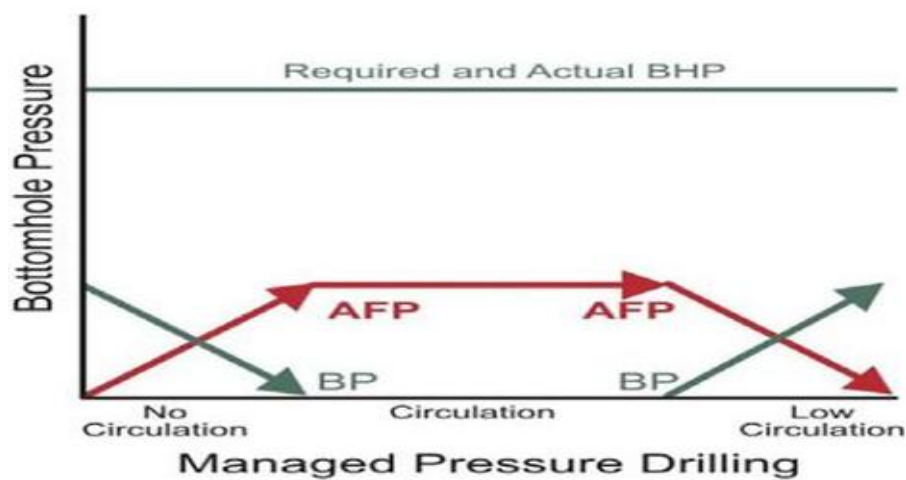 Required and Actual BHP
Bottomhole Pressure
AFP AFP
BP BP
No Circulation Low
Circulation Circulation
Managed Pressure Drilling